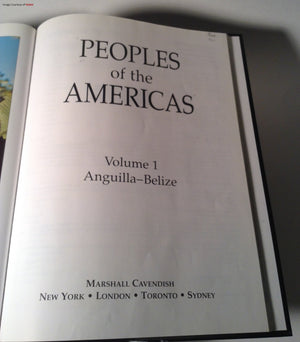 PEOPLES
of the
AMERICAS
Volume 1
Anguilla–Belize
MARSHALL CAVENDISH
NEW YORK • LONDON • TORONTO • SYDNEY